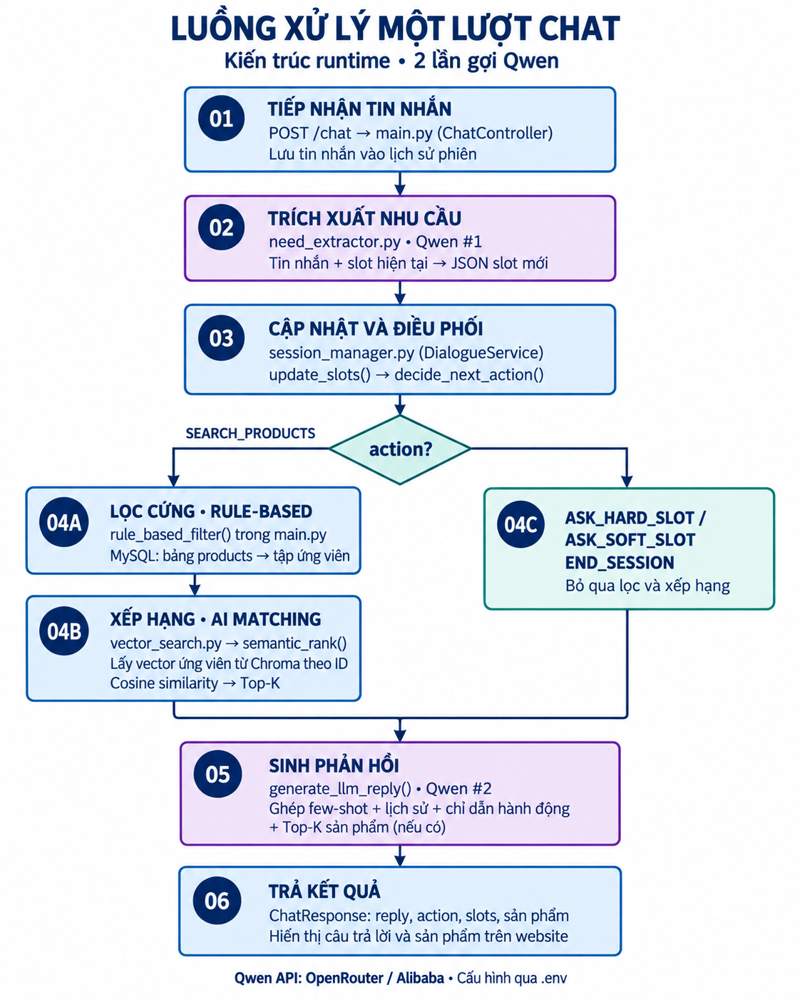 LUỒNG XỬ LÝ MỘT LƯỢT CHAT
Kiến trúc runtime • 2 lần gợi Qwen
01
TIẾP NHẬN TIN NHẮN
POST /chat → main.py (ChatController)
Lưu tin nhắn vào lịch sử phiên
02
TRÍCH XUẤT NHU CẦU
need_extractor.py • Qwen #1
Tin nhắn + slot hiện tại → JSON slot mới
03
CẬP NHẬT VÀ ĐIỀU PHỐI
session_manager.py (DialogueService)
update_slots() → decide_next_action()
action?
SEARCH_PRODUCTS
04A
LỌC CỨNG • RULE-BASED
rule_based_filter() trong main.py
MySQL: bảng products → tập ứng viên
04B
XẾP HẠNG • AI MATCHING
vector_search.py → semantic_rank()
Lấy vector ứng viên từ Chroma theo ID
Cosine similarity → Top-K
04C
ASK_HARD_SLOT /
ASK_SOFT_SLOT
END_SESSION
Bỏ qua lọc và xếp hạng
05
SINH PHẢN HỒI
generate_llm_reply() • Qwen #2
Ghép few-shot + lịch sử + chỉ dẫn hành động
+ Top-K sản phẩm (nếu có)
06
TRẢ KẾT QUẢ
ChatResponse: reply, action, slots, sản phẩm
Hiển thị câu trả lời và sản phẩm trên website
Qwen API: OpenRouter / Alibaba • Cấu hình qua .env